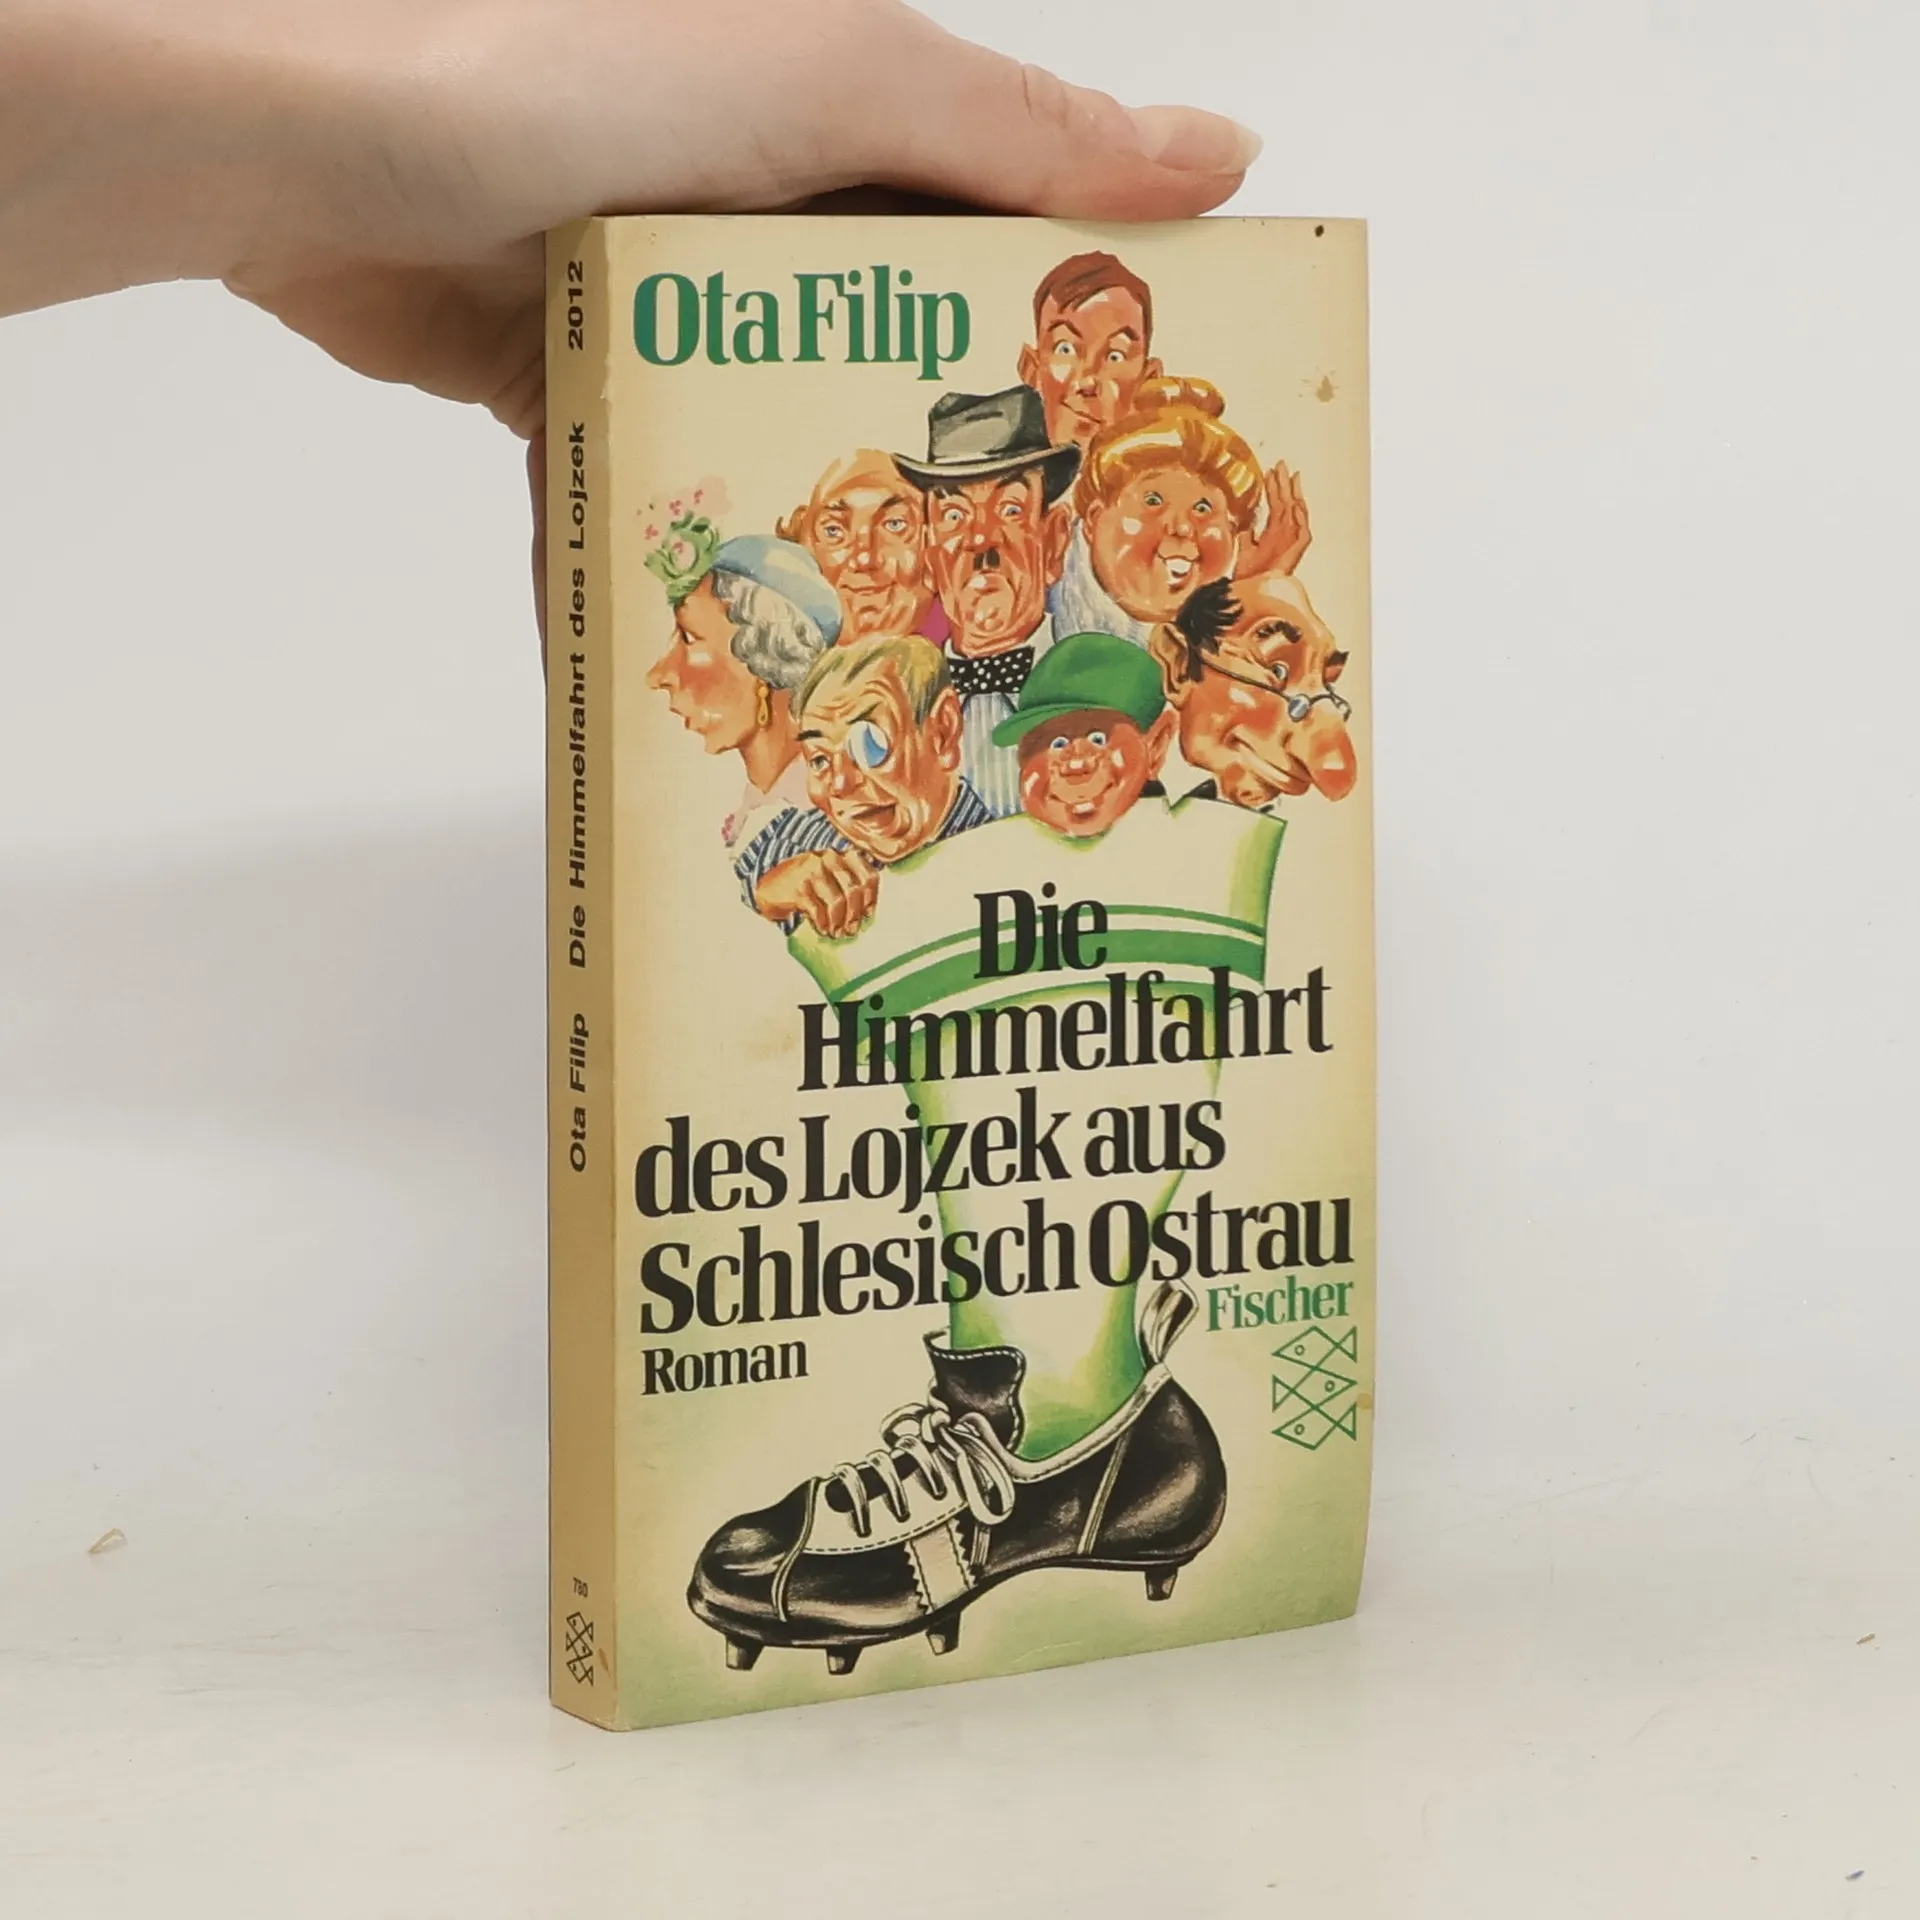 Ota Filip
Die
Himmelfahrt
des Lojzek aus
Schlesisch Ostrau
Fischer
Roman
Ota Filip Die Himmelfahrt des Lojzek 2012
780